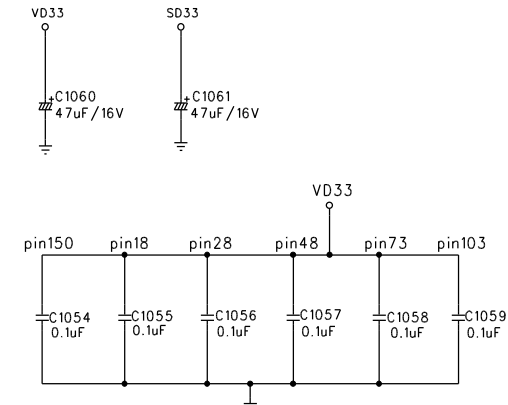 VD33 SD33
+C1060 +C1061
47uF/16V 47uF/16V
VD33
pin150 pin18 pin28 pin48 pin73 pin103
C1054 C1055 C1056 C1057 C1058 C1059
0.1uF 0.1uF 0.1uF 0.1uF 0.1uF 0.1uF